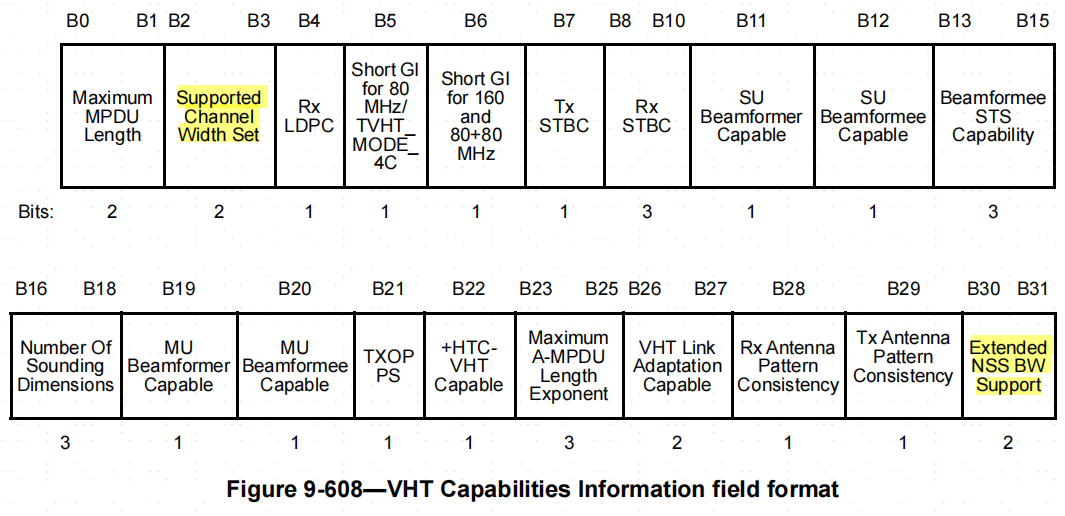 B0 B1 B2 B3 B4 B5 B6 B7 B8 B10 B11 B12 B13 B15
Maximum
MPDU
Length
Supported
Channel
Width Set
Rx
LDPC
Short GI
for 80
MHz/
TVHT_
MODE_
4C
Short GI
for 160
and
80+80
MHz
Tx
STBC
Rx
STBC
SU
Beamformer
Capable
SU
Beamformee
Capable
Beamformee
STS
Capability
Bits: 2 2 1 1 1 1 3 1 1 3
B16 B18 B19 B20 B21 B22 B23 B25 B26 B27 B28 B29 B30 B31
Number Of
Sounding
Dimensions
MU
Beamformer
Capable
MU
Beamformee
Capable
TXOP
PS
+HTC-
VHT
Capable
Maximum
A-MPDU
Length
Exponent
VHT Link
Adaptation
Capable
Rx Antenna
Pattern
Consistency
Tx Antenna
Pattern
Consistency
Extended
NSS BW
Support
3 1 1 1 1 3 2 1 1 2
Figure 9-608—VHT Capabilities Information field format